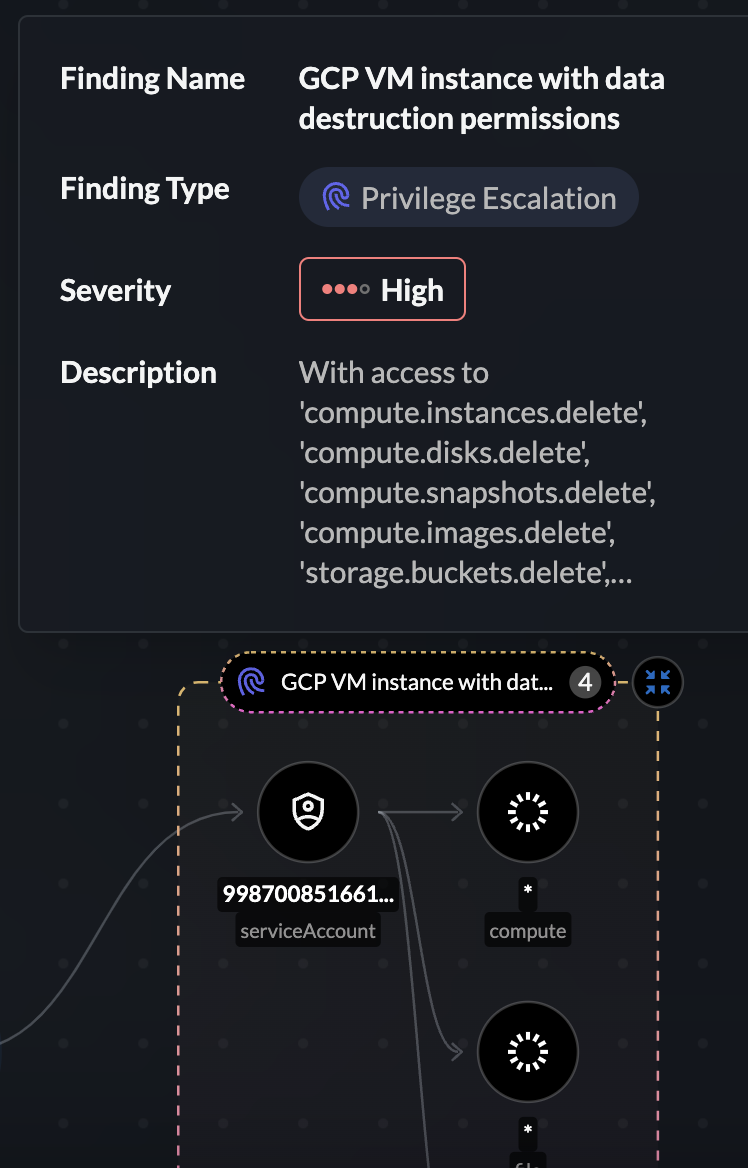 Finding Name
GCP VM instance with data
destruction permissions
Finding Type
Privilege Escalation
Severity
High
Description
With access to
'compute.instances.delete',
'compute.disks.delete',
'compute.snapshots.delete',
'compute.images.delete',
'storage.buckets.delete',...
GCP VM instance with dat...
4
998700851661...
serviceAccount
*
compute
*